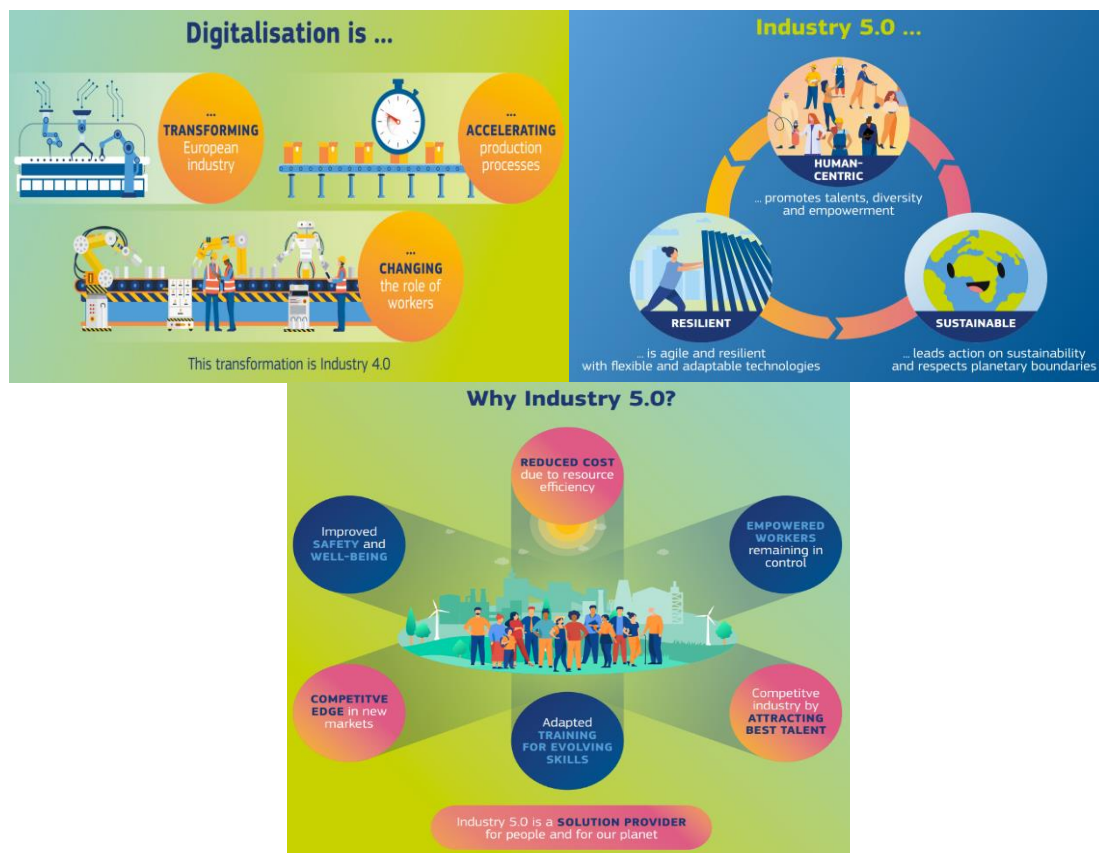 Digitalisation is ...
...
TRANSFORMING
European
industry
...
ACCELERATING
production
processes
...
CHANGING
the role of
workers
This transformation is Industry 4.0
Industry 5.0 ...
HUMAN-
CENTRIC
... promotes talents, diversity
and empowerment
RESILIENT
... is agile and resilient
with flexible and adaptable technologies
SUSTAINABLE
... leads action on sustainability
and respects planetary boundaries
Why Industry 5.0?
REDUCED COST
due to resource
efficiency
Improved
SAFETY and
WELL-BEING
EMPOWERED
WORKERS
remaining in
control
COMPETITVE
EDGE in new
markets
Adapted
TRAINING
FOR EVOLVING
SKILLS
Competitve
industry by
ATTRACTING
BEST TALENT
Industry 5.0 is a SOLUTION PROVIDER
for people and for our planet